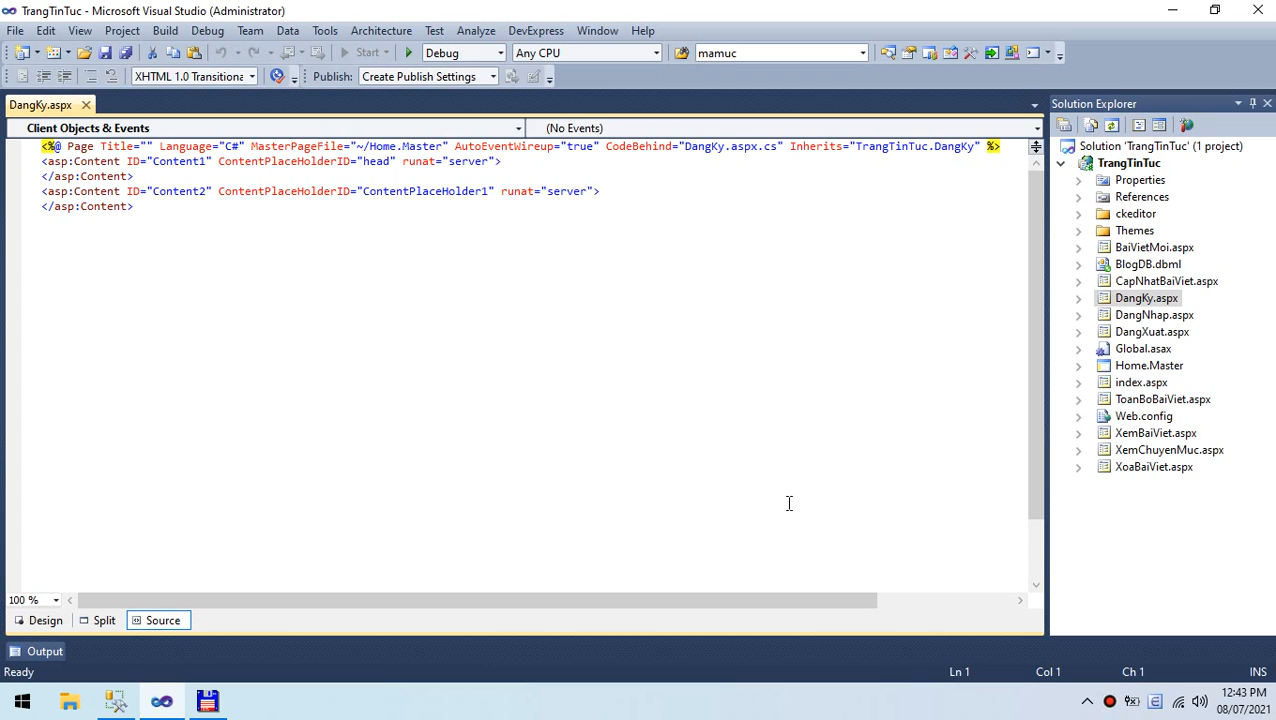 TrangTinTuc - Microsoft Visual Studio (Administrator)
File Edit View Project Build Debug Team Data Tools Architecture Test Analyze DevExpress Window Help
Start Debug Any CPU mamuc
XHTML 1.0 Transitiona Publish: Create Publish Settings
DangKy.aspx
Client Objects & Events (No Events)
<%@ Page Title="" Language="C#" MasterPageFile="~/Home.Master" AutoEventWireup="true" CodeBehind="DangKy.aspx.cs" Inherits="TrangTinTuc.DangKy" %>
<asp:Content ID="Content1" ContentPlaceHolderID="head" runat="server">
</asp:Content>
<asp:Content ID="Content2" ContentPlaceHolderID="ContentPlaceHolder1" runat="server">
</asp:Content>
100 %
Design Split Source
Solution Explorer
Solution 'TrangTinTuc' (1 project)
TrangTinTuc
Properties
References
ckeditor
Themes
BaiVietMoi.aspx
BlogDB.dbml
CapNhatBaiViet.aspx
DangKy.aspx
DangNhap.aspx
DangXuat.aspx
Global.asax
Home.Master
index.aspx
ToanBoBaiViet.aspx
Web.config
XemBaiViet.aspx
XemChuyenMuc.aspx
XoaBaiViet.aspx
Output
Ready Ln 1 Col 1 Ch 1 INS
12:43 PM
08/07/2021